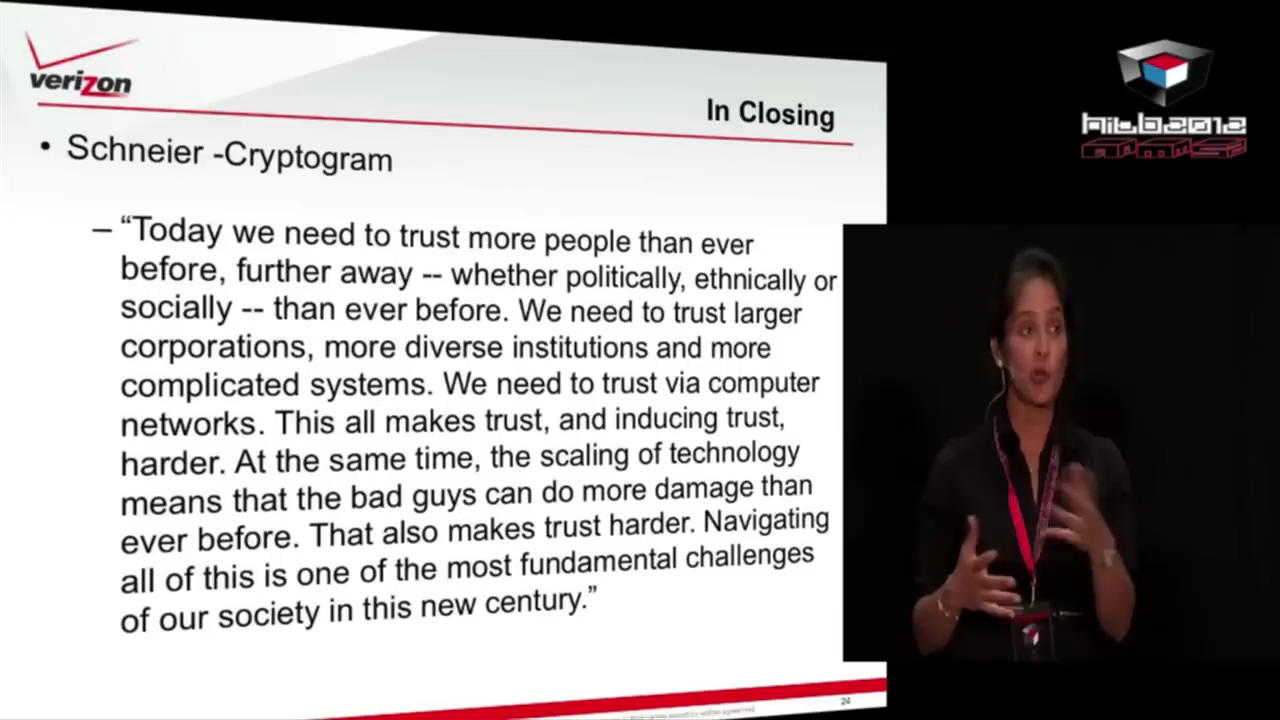 verizon
In Closing
• Schneier -Cryptogram
– “Today we need to trust more people than ever
before, further away -- whether politically, ethnically or
socially -- than ever before. We need to trust larger
corporations, more diverse institutions and more
complicated systems. We need to trust via computer
networks. This all makes trust, and inducing trust,
harder. At the same time, the scaling of technology
means that the bad guys can do more damage than
ever before. That also makes trust harder. Navigating
all of this is one of the most fundamental challenges
of our society in this new century.”
24
hitb2012